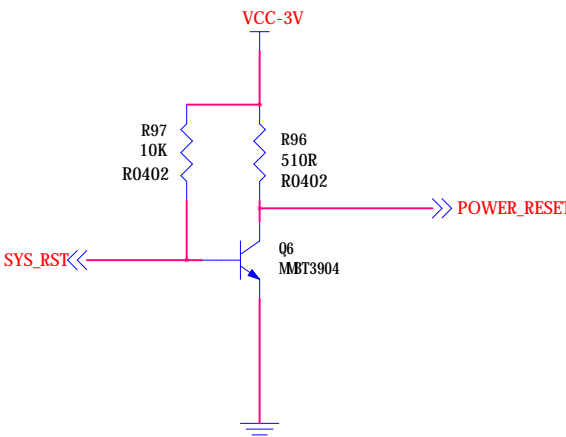 VCC-3V
R97
10K
R0402
R96
510R
R0402
POWER_RESET
SYS_RST
Q6
MMBT3904